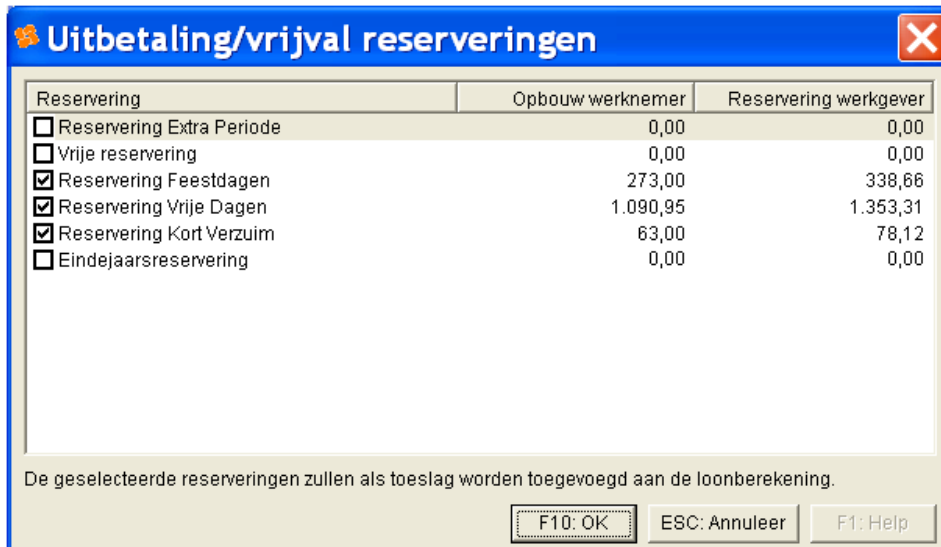 Uitbetaling/vrijval reserveringen
Reservering Opbouw werknemer Reservering werkgever
Reservering Extra Periode 0,00 0,00
Vrije reservering 0,00 0,00
Reservering Feestdagen 273,00 338,66
Reservering Vrije Dagen 1.090,95 1.353,31
Reservering Kort Verzuim 63,00 78,12
Eindejaarsreservering 0,00 0,00
De geselecteerde reserveringen zullen als toeslag worden toegevoegd aan de loonberekening.
F10: OK ESC: Annuleer F1: Help